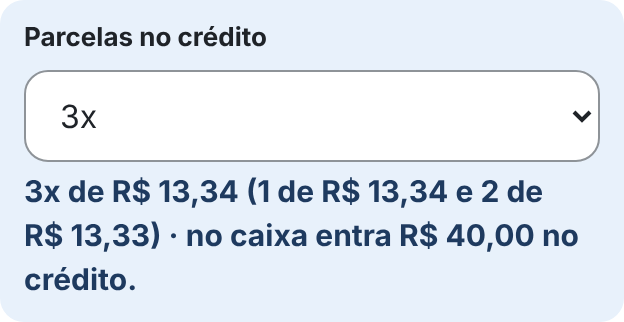 Parcelas no crédito
3x
3x de R$ 13,34 (1 de R$ 13,34 e 2 de
R$ 13,33) · no caixa entra R$ 40,00 no
crédito.